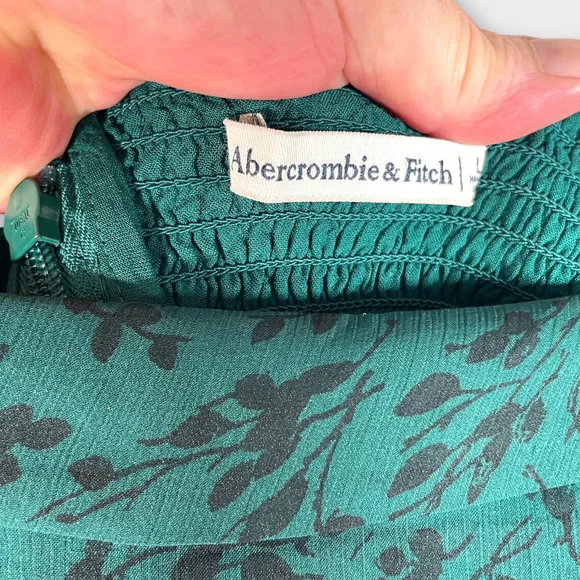 Abercrombie & Fitch | L